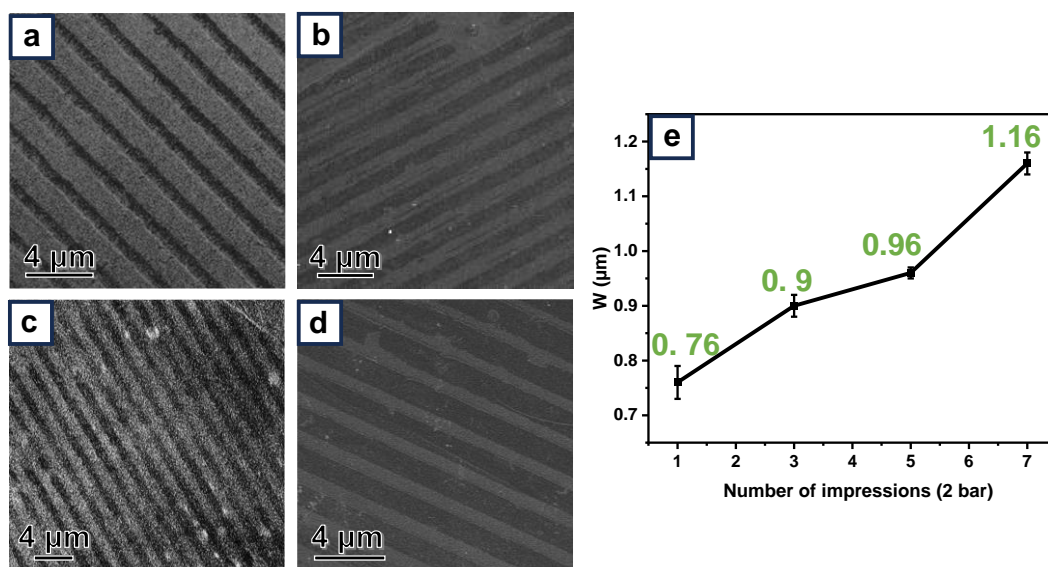 a
4 µm
b
4 µm
c
4 µm
d
4 µm
e
1.2
1.1
1.0
0.9
0.8
0.7
W (µm)
0. 76
0. 9
0.96
1.16
1 2 3 4 5 6 7
Number of impressions (2 bar)